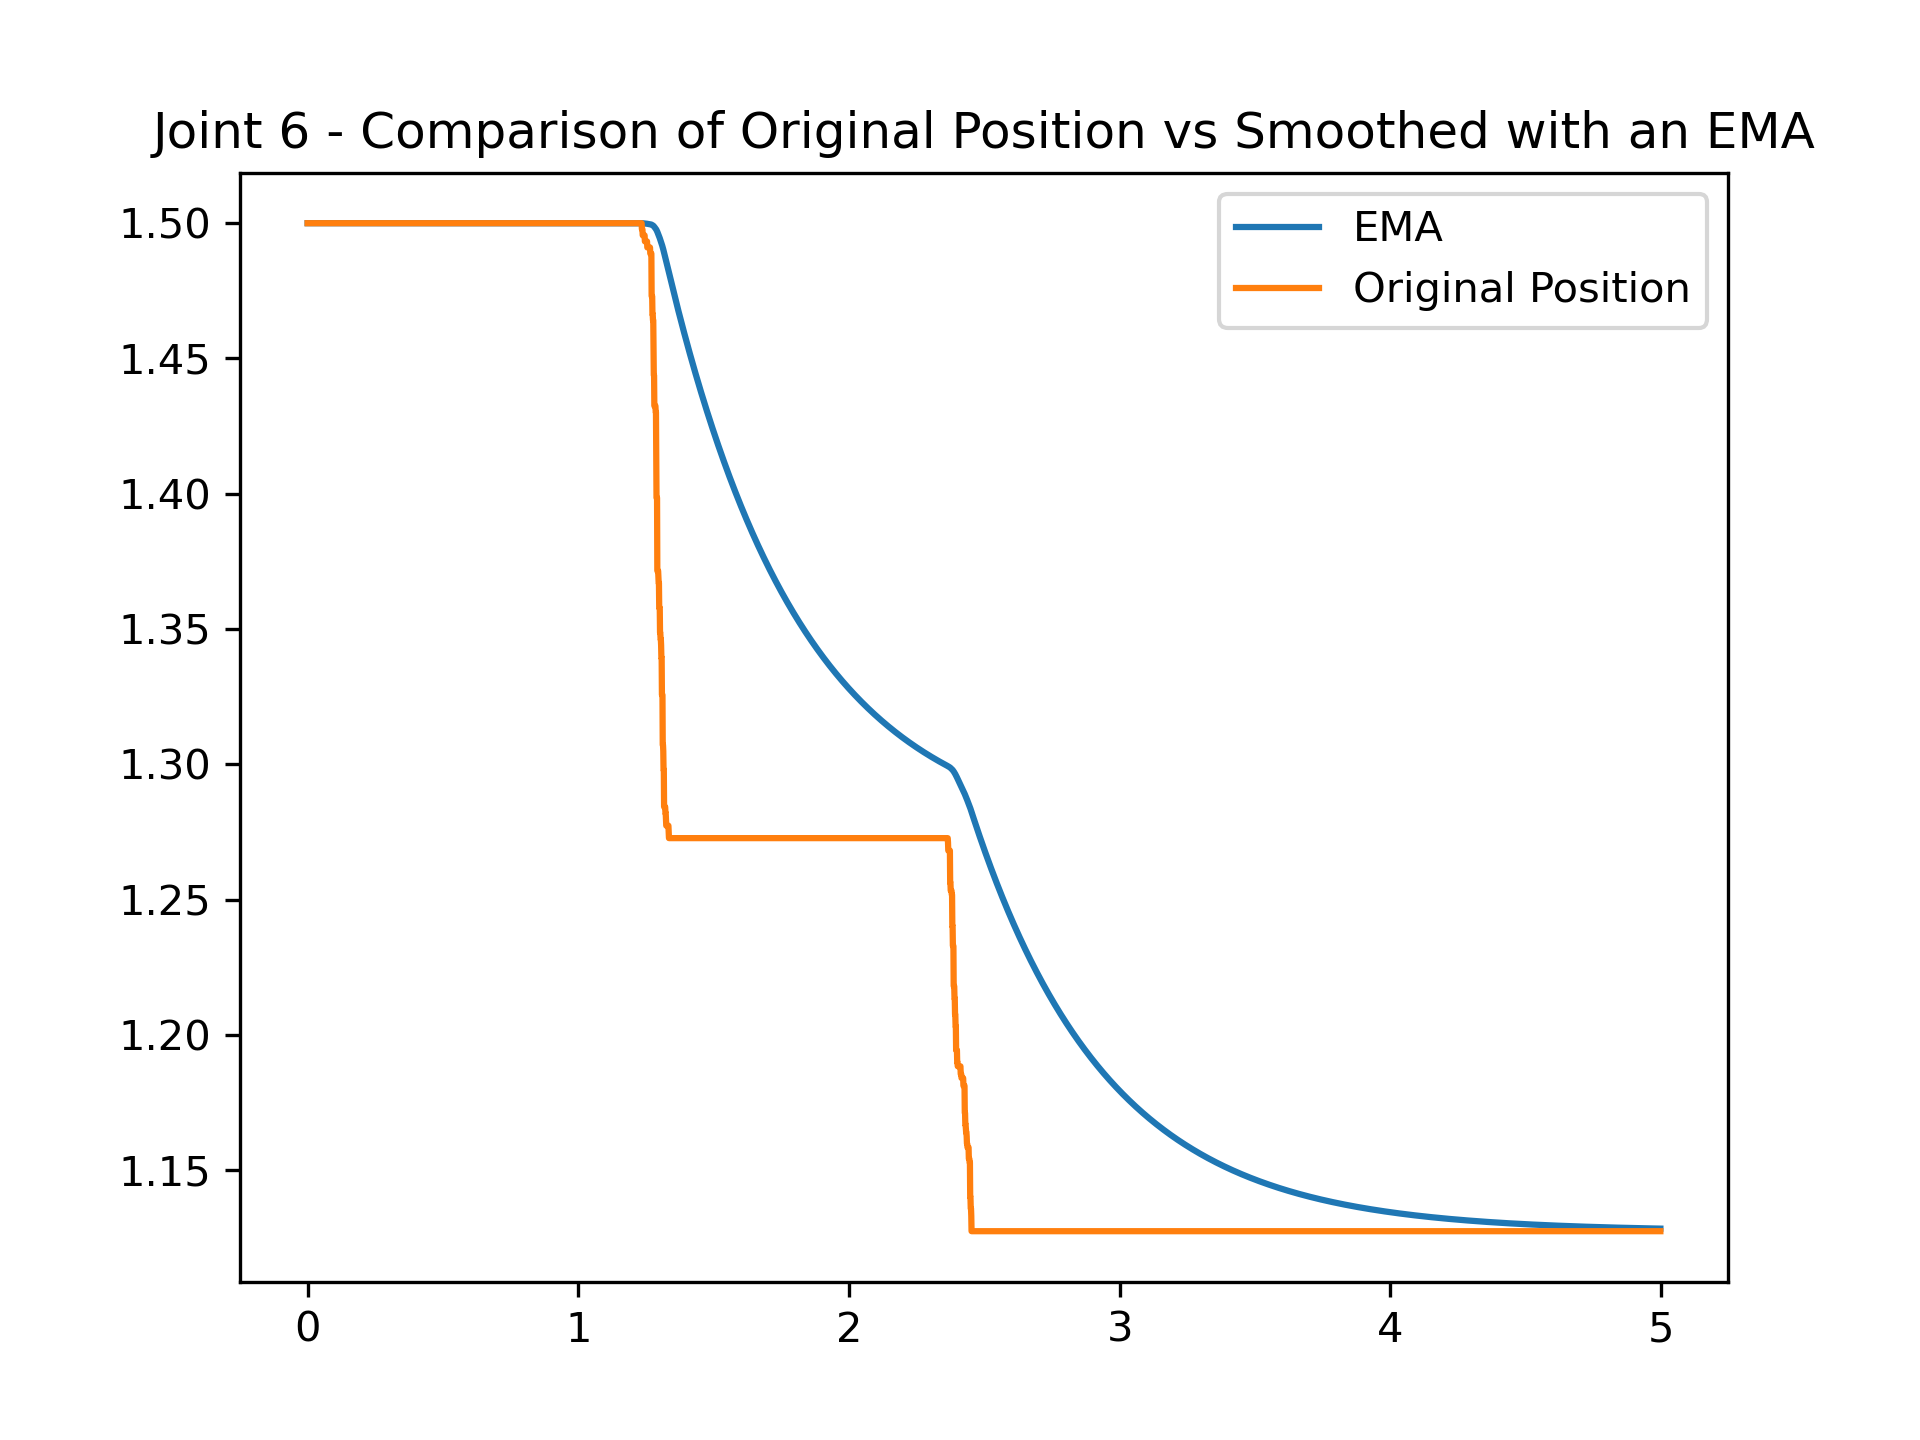 Joint 6 - Comparison of Original Position vs Smoothed with an EMA
EMA
Original Position
1.50
1.45
1.40
1.35
1.30
1.25
1.20
1.15
0 1 2 3 4 5